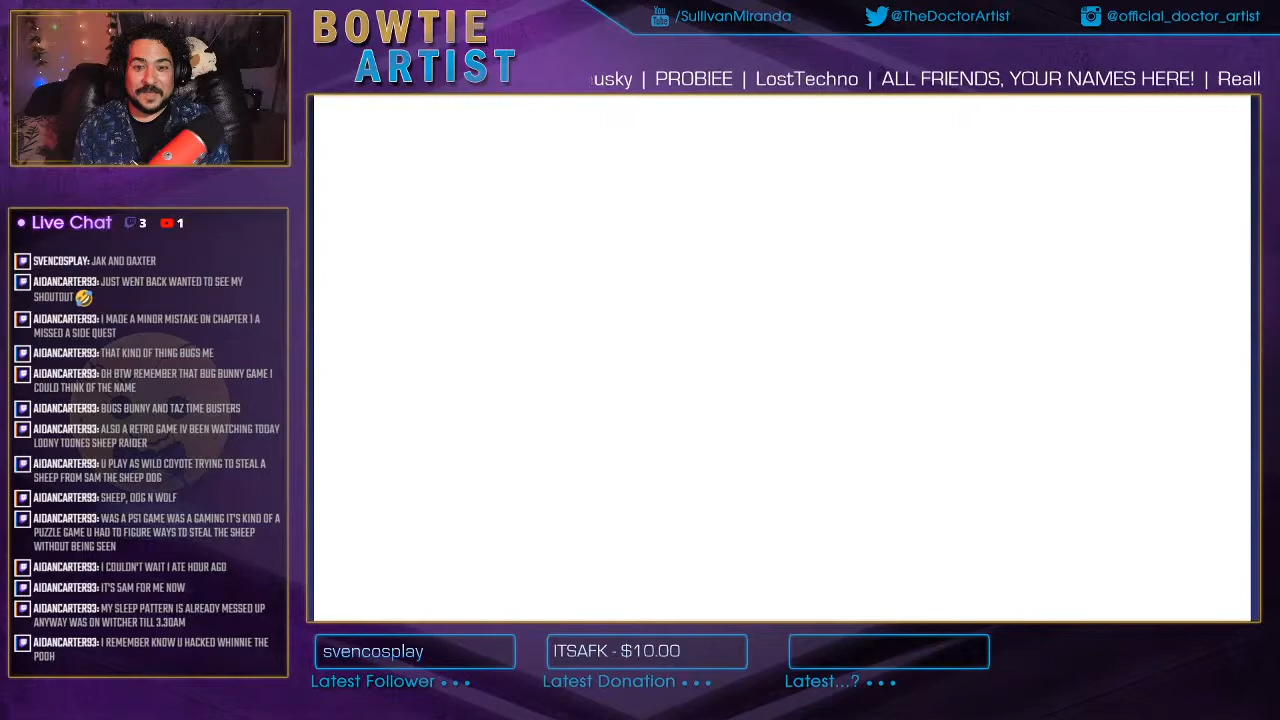 BOWTIE
ARTIST
You Tube /SullivanMiranda
@TheDoctorArtist
@official_doctor_artist
usky | PROBIEE | LostTechno | ALL FRIENDS, YOUR NAMES HERE! | Reall
Live Chat 3 1
SVENCOSPLAY: JAK AND DAXTER
AIDANCARTER93: JUST WENT BACK WANTED TO SEE MY
SHOUTOUT 🤣
AIDANCARTER93: I MADE A MINOR MISTAKE ON CHAPTER 1 A
MISSED A SIDE QUEST
AIDANCARTER93: THAT KIND OF THING BUGS ME
AIDANCARTER93: OH BTW REMEMBER THAT BUG BUNNY GAME I
COULD THINK OF THE NAME
AIDANCARTER93: BUGS BUNNY AND TAZ TIME BUSTERS
AIDANCARTER93: ALSO A RETRO GAME IV BEEN WATCHING TODAY
LOONY TOONES SHEEP RAIDER
AIDANCARTER93: U PLAY AS WILD COYOTE TRYING TO STEAL A
SHEEP FROM SAM THE SHEEP DOG
AIDANCARTER93: SHEEP, DOG N WOLF
AIDANCARTER93: WAS A PS1 GAME WAS A GAMING IT'S KIND OF A
PUZZLE GAME U HAD TO FIGURE WAYS TO STEAL THE SHEEP
WITHOUT BEING SEEN
AIDANCARTER93: I COULDN'T WAIT I ATE HOUR AGO
AIDANCARTER93: IT'S 5AM FOR ME NOW
AIDANCARTER93: MY SLEEP PATTERN IS ALREADY MESSED UP
ANYWAY WAS ON WITCHER TILL 3.30AM
AIDANCARTER93: I REMEMBER KNOW U HACKED WHINNIE THE
POOH
svencosplay
Latest Follower • • •
ITSAFK - $10.00
Latest Donation • • •
Latest...? • • •